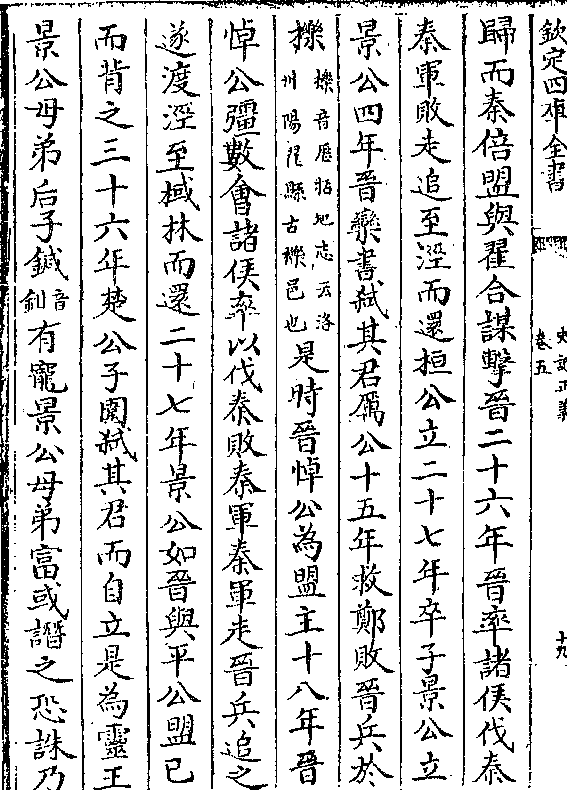 欽定四庫全書
史記正義
卷五
十九
歸而秦倍盟與翟合謀擊晉二十六年晉率諸侯伐秦
秦軍敗走追至涇而還桓公立二十七年卒子景公立
景公四年晉欒書弑其君厲公十五年救鄭敗晉兵於
櫟櫟音歴括地志云洛州陽翟縣古櫟邑也是時晉悼公為盟主十八年晉
悼公彊數會諸侯率以伐秦敗秦軍秦軍走晉兵追之
遂渡涇至棫林而還二十七年景公如晉與平公盟已
而背之三十六年楚公子圍弑其君而自立是為靈王
景公母弟后子鍼音鉗有寵景公母弟富或譖之恐誅乃